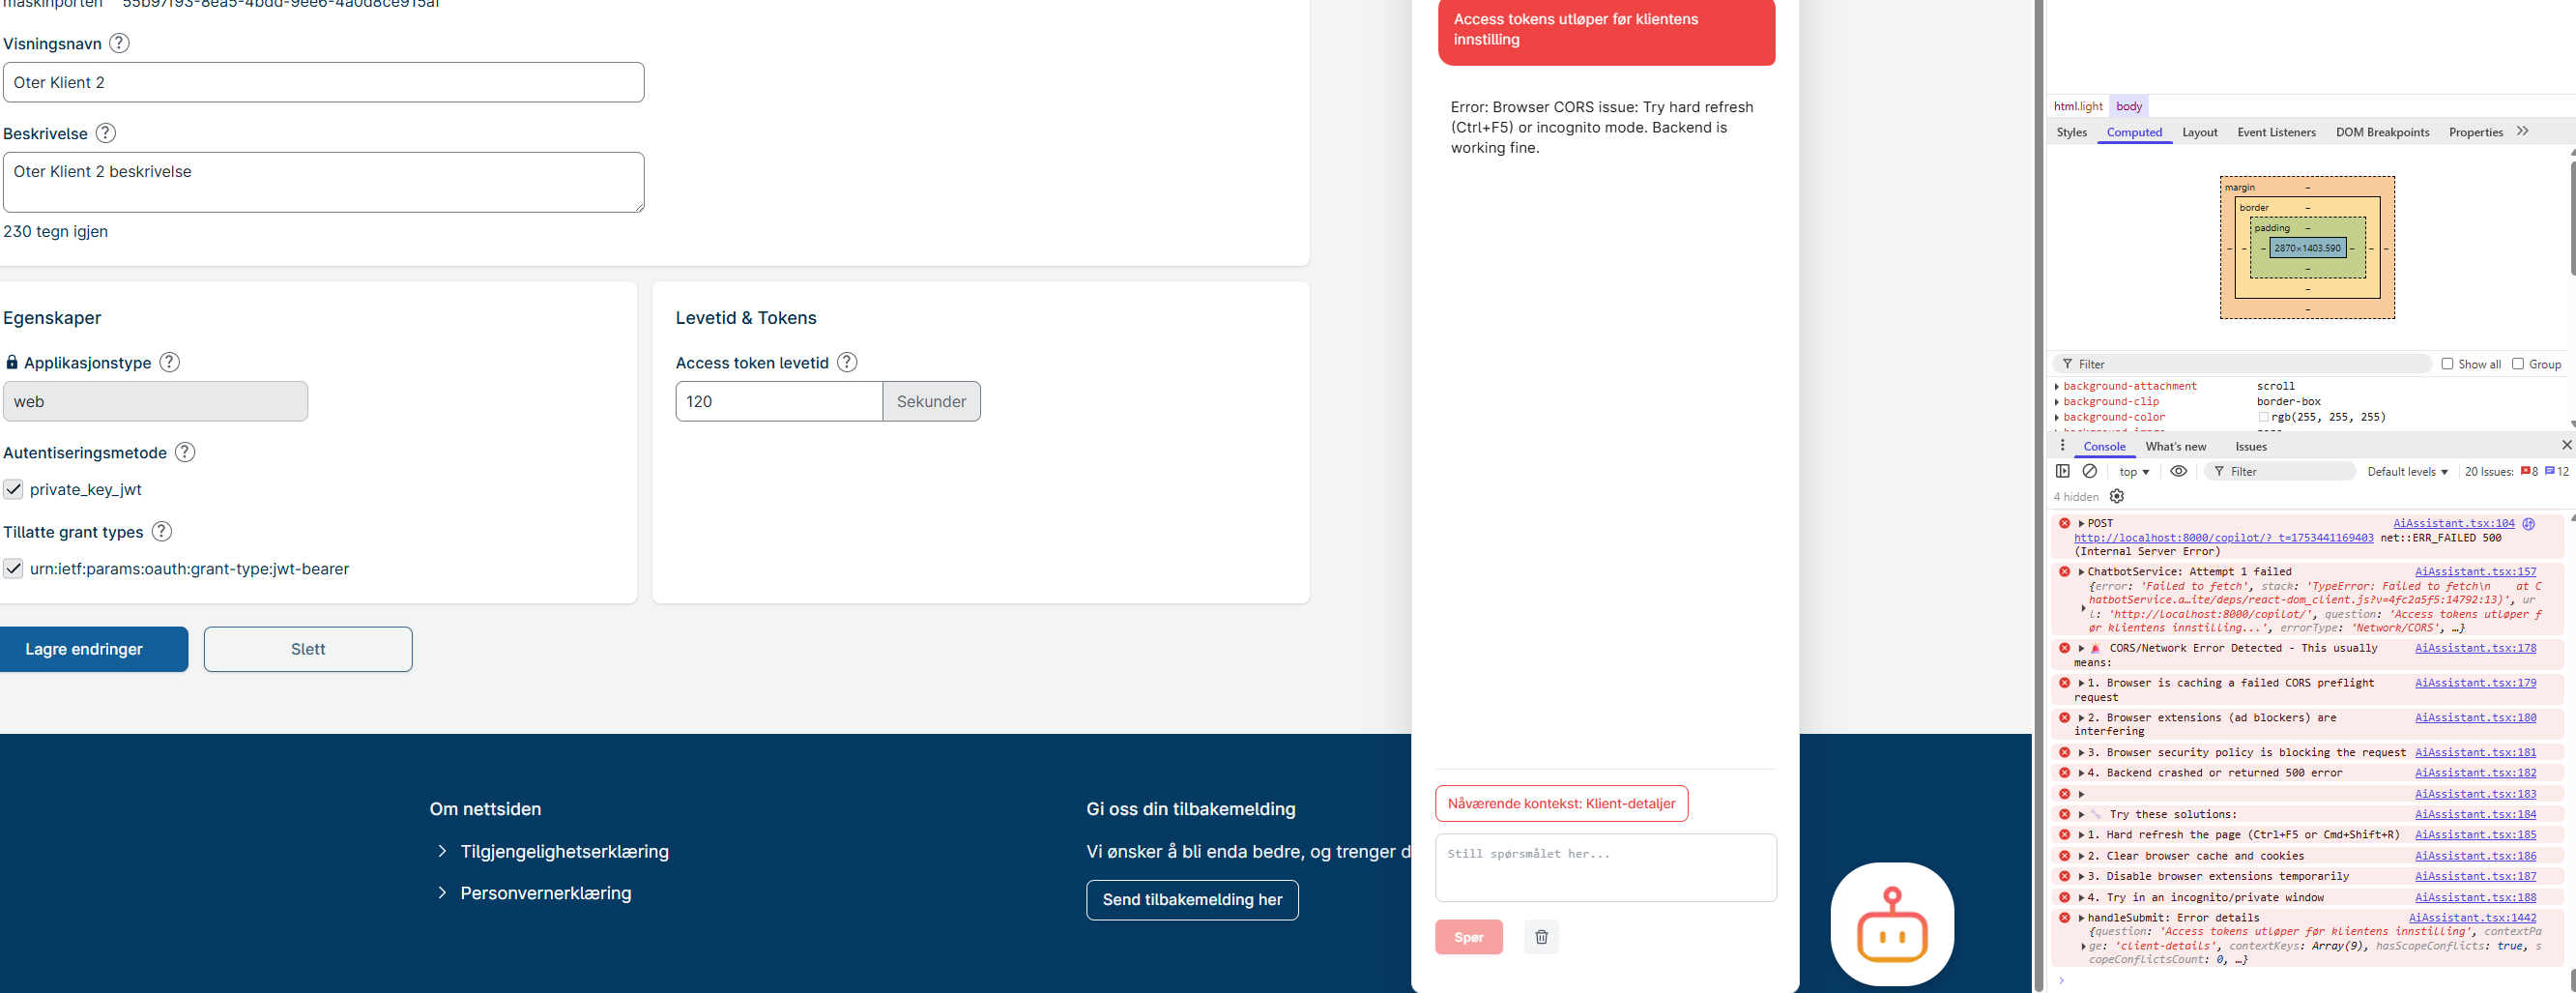 maskinporten 55b97f93-8ea5-4bdd-9ee6-4a0d8ce915af
Visningsnavn ?
Oter Klient 2
Beskrivelse ?
Oter Klient 2 beskrivelse
230 tegn igjen
Egenskaper
Applikasjonstype ?
web
Autentiseringsmetode ?
private_key_jwt
Tillatte grant types ?
urn:ietf:params:oauth:grant-type:jwt-bearer
Levetid & Tokens
Access token levetid ?
120 Sekunder
Lagre endringer
Slett
Om nettsiden
Tilgjengelighetserklæring
Personvernerklæring
Gi oss din tilbakemelding
Vi ønsker å bli enda bedre, og trenger d
Send tilbakemelding her
Access tokens utløper før klientens
innstilling
Error: Browser CORS issue: Try hard refresh
(Ctrl+F5) or incognito mode. Backend is
working fine.
Nåværende kontekst: Klient-detaljer
Still spørsmålet her...
Spør
html.light body
Styles Computed Layout Event Listeners DOM Breakpoints Properties
margin –
border –
padding –
– – – 2870×1403.590 – – –
–
–
–
Filter Show all Group
background-attachment scroll
background-clip border-box
background-color rgb(255, 255, 255)
Console What's new Issues
top Filter Default levels 20 Issues: 8 12
4 hidden
POST AiAssistant.tsx:104
http://localhost:8000/copilot/?_t=1753441169403 net::ERR_FAILED 500
(Internal Server Error)
ChatbotService: Attempt 1 failed AiAssistant.tsx:157
{error: 'Failed to fetch', stack: 'TypeError: Failed to fetch\n    at C
hatbotService.a…ite/deps/react-dom_client.js?v=4fc2a5f5:14792:13)', ur
l: 'http://localhost:8000/copilot/', question: 'Access tokens utløper f
ør klientens innstilling...', errorType: 'Network/CORS', …}
🚨 CORS/Network Error Detected - This usually AiAssistant.tsx:178
means:
1. Browser is caching a failed CORS preflight AiAssistant.tsx:179
request
2. Browser extensions (ad blockers) are AiAssistant.tsx:180
interfering
3. Browser security policy is blocking the request AiAssistant.tsx:181
4. Backend crashed or returned 500 error AiAssistant.tsx:182
AiAssistant.tsx:183
🔧 Try these solutions: AiAssistant.tsx:184
1. Hard refresh the page (Ctrl+F5 or Cmd+Shift+R) AiAssistant.tsx:185
2. Clear browser cache and cookies AiAssistant.tsx:186
3. Disable browser extensions temporarily AiAssistant.tsx:187
4. Try in an incognito/private window AiAssistant.tsx:188
handleSubmit: Error details AiAssistant.tsx:1442
{question: 'Access tokens utløper før klientens innstilling', contextPa
ge: 'client-details', contextKeys: Array(9), hasScopeConflicts: true, s
copeConflictsCount: 0, …}